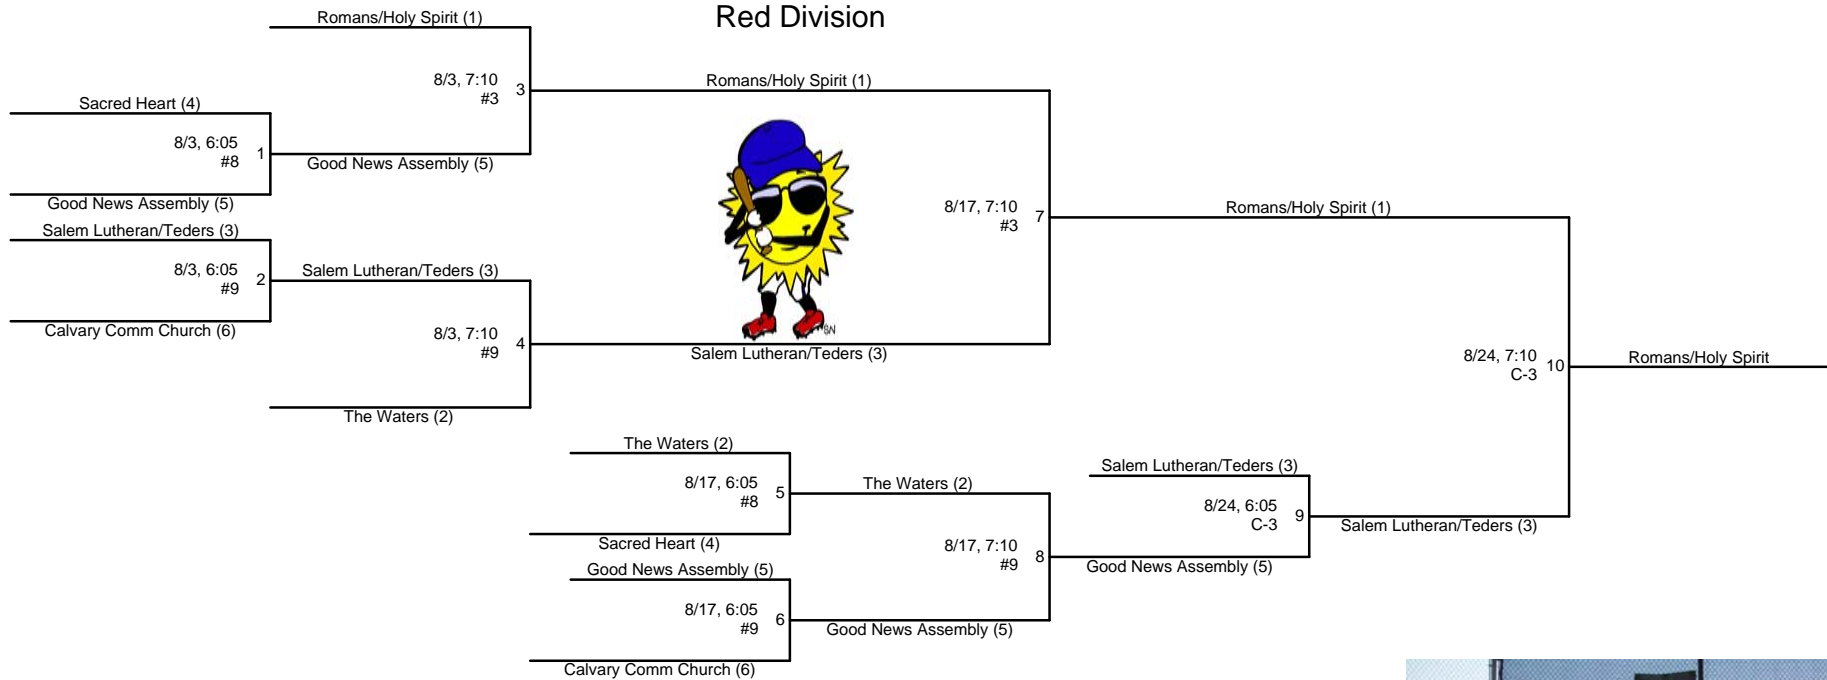 Red Division
Romans/Holy Spirit (1)
8/3, 7:10
#3
3
Romans/Holy Spirit (1)
Sacred Heart (4)
8/3, 6:05
#8
1
Good News Assembly (5)
Good News Assembly (5)
Salem Lutheran/Teders (3)
8/3, 6:05
#9
2
Salem Lutheran/Teders (3)
Calvary Comm Church (6)
8/3, 7:10
#9
4
Salem Lutheran/Teders (3)
The Waters (2)
SN
8/17, 7:10
#3
7
Romans/Holy Spirit (1)
The Waters (2)
8/17, 6:05
#8
5
The Waters (2)
Sacred Heart (4)
Good News Assembly (5)
8/17, 6:05
#9
6
Good News Assembly (5)
Calvary Comm Church (6)
8/17, 7:10
#9
8
Good News Assembly (5)
Salem Lutheran/Teders (3)
8/24, 6:05
C-3
9
Salem Lutheran/Teders (3)
8/24, 7:10
C-3
10
Romans/Holy Spirit